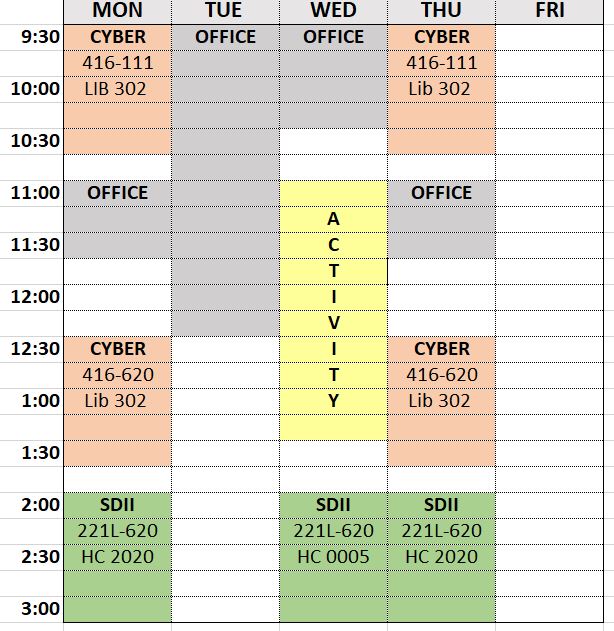 MON TUE WED THU FRI
9:30 CYBER OFFICE OFFICE CYBER
416-111 416-111
10:00 LIB 302 Lib 302
10:30
11:00 OFFICE OFFICE
A
11:30 C
T
12:00 I
V
12:30 CYBER I CYBER
416-620 T 416-620
1:00 Lib 302 Y Lib 302
1:30
2:00 SDII SDII SDII
221L-620 221L-620 221L-620
2:30 HC 2020 HC 0005 HC 2020
3:00